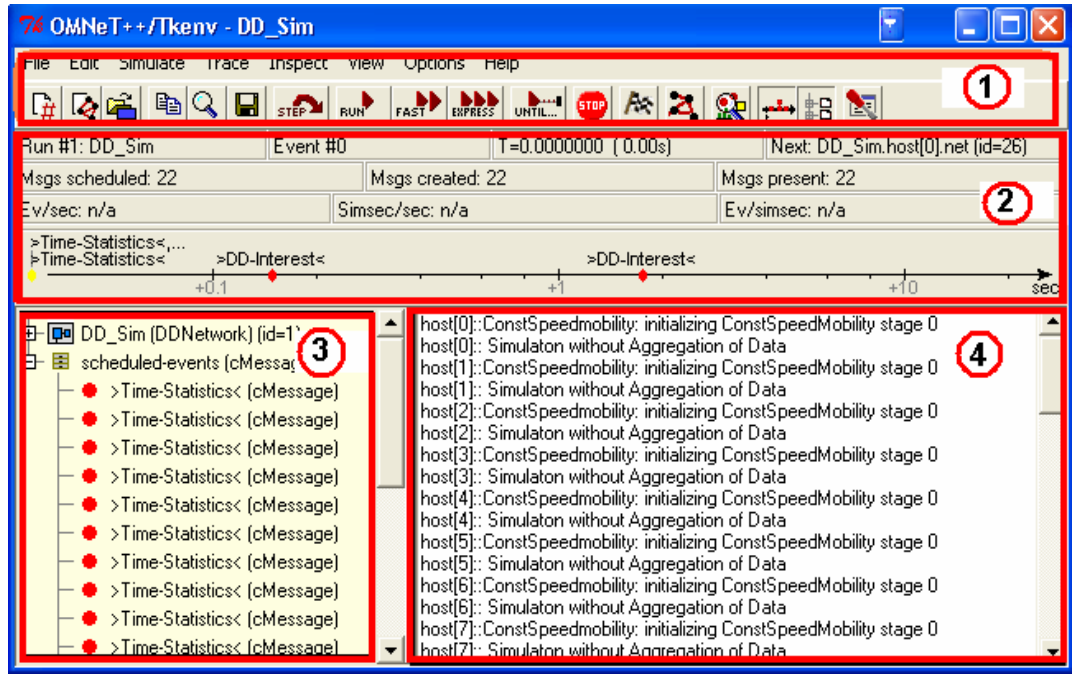 7% OMNeT++/Tkenv - DD_Sim
File Edit Simulate Trace Inspect View Options Help
1
STEP RUN FAST EXPRESS UNTIL... STOP
Run #1: DD_Sim Event #0 T=0.0000000 ( 0.00s) Next: DD_Sim.host[0].net (id=26)
Msgs scheduled: 22 Msgs created: 22 Msgs present: 22
2
Ev/sec: n/a Simsec/sec: n/a Ev/simsec: n/a
>Time-Statistics<,...
>Time-Statistics< >DD-Interest< >DD-Interest<
+0.1 +1 +10 sec
DD_Sim (DDNetwork) (id=1)
3
scheduled-events (cMessag
>Time-Statistics< (cMessage)
>Time-Statistics< (cMessage)
>Time-Statistics< (cMessage)
>Time-Statistics< (cMessage)
>Time-Statistics< (cMessage)
>Time-Statistics< (cMessage)
>Time-Statistics< (cMessage)
>Time-Statistics< (cMessage)
>Time-Statistics< (cMessage)
>Time-Statistics< (cMessage)
host[0]::ConstSpeedmobility: initializing ConstSpeedMobility stage 0
host[0]:: Simulaton without Aggregation of Data
4
host[1]::ConstSpeedmobility: initializing ConstSpeedMobility stage 0
host[1]:: Simulaton without Aggregation of Data
host[2]::ConstSpeedmobility: initializing ConstSpeedMobility stage 0
host[2]:: Simulaton without Aggregation of Data
host[3]::ConstSpeedmobility: initializing ConstSpeedMobility stage 0
host[3]:: Simulaton without Aggregation of Data
host[4]::ConstSpeedmobility: initializing ConstSpeedMobility stage 0
host[4]:: Simulaton without Aggregation of Data
host[5]::ConstSpeedmobility: initializing ConstSpeedMobility stage 0
host[5]:: Simulaton without Aggregation of Data
host[6]::ConstSpeedmobility: initializing ConstSpeedMobility stage 0
host[6]:: Simulaton without Aggregation of Data
host[7]::ConstSpeedmobility: initializing ConstSpeedMobility stage 0
host[7]:: Simulaton without Aggregation of Data